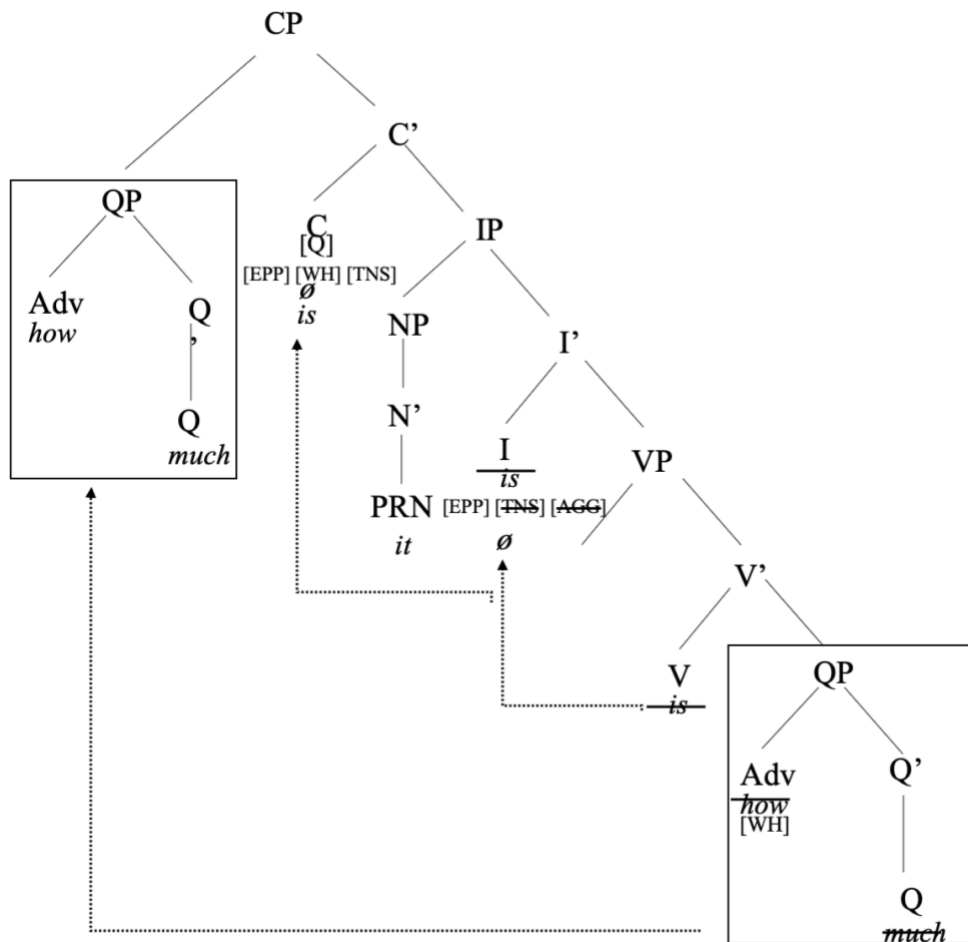 CP
C’
QP
C
[Q]
IP
[EPP] [WH] [TNS]
Adv
how
Q
’
ø
is
NP
I’
N’
Q
much
I
is
VP
PRN
[EPP] [TNS] [AGG]
it
ø
V’
V
is
QP
Adv
how
[WH]
Q’
Q
much